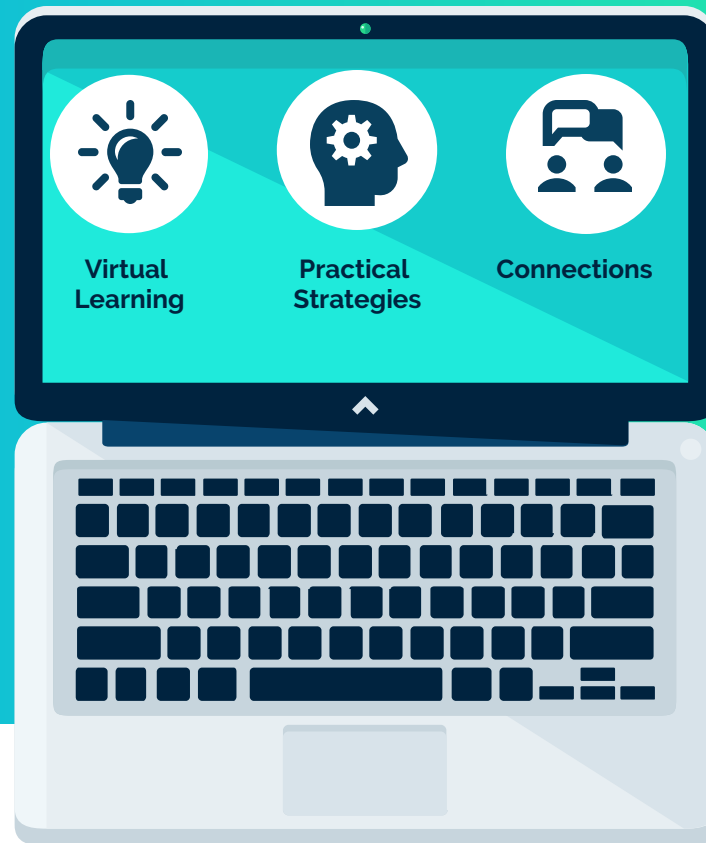 Virtual
Learning
Practical
Strategies
Connections